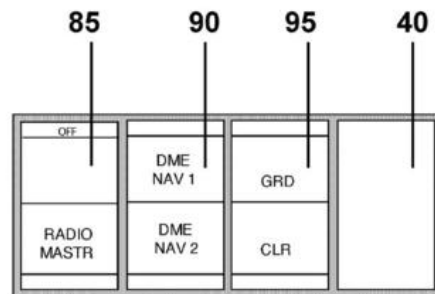 85 90 95 40
OFF
DME
NAV 1
GRD
RADIO
MASTR
DME
NAV 2
CLR